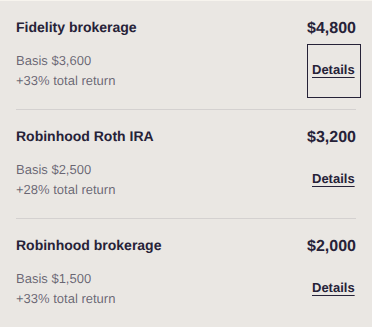 Fidelity brokerage $4,800
Basis $3,600
Details
+33% total return
Robinhood Roth IRA $3,200
Basis $2,500
Details
+28% total return
Robinhood brokerage $2,000
Basis $1,500
Details
+33% total return